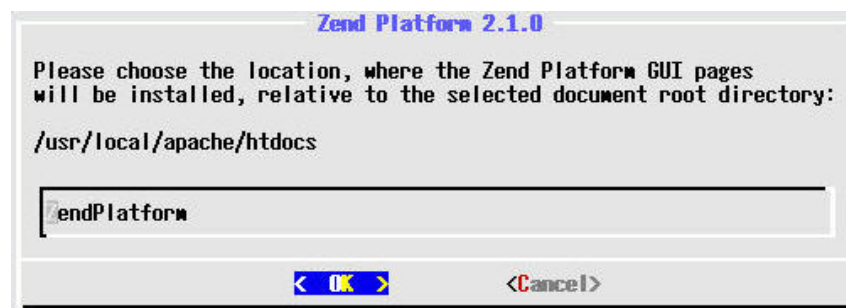 Zend Platform 2.1.0
Please choose the location, where the Zend Platform GUI pages
will be installed, relative to the selected document root directory:
/usr/local/apache/htdocs
ZendPlatform
< OK > <Cancel>